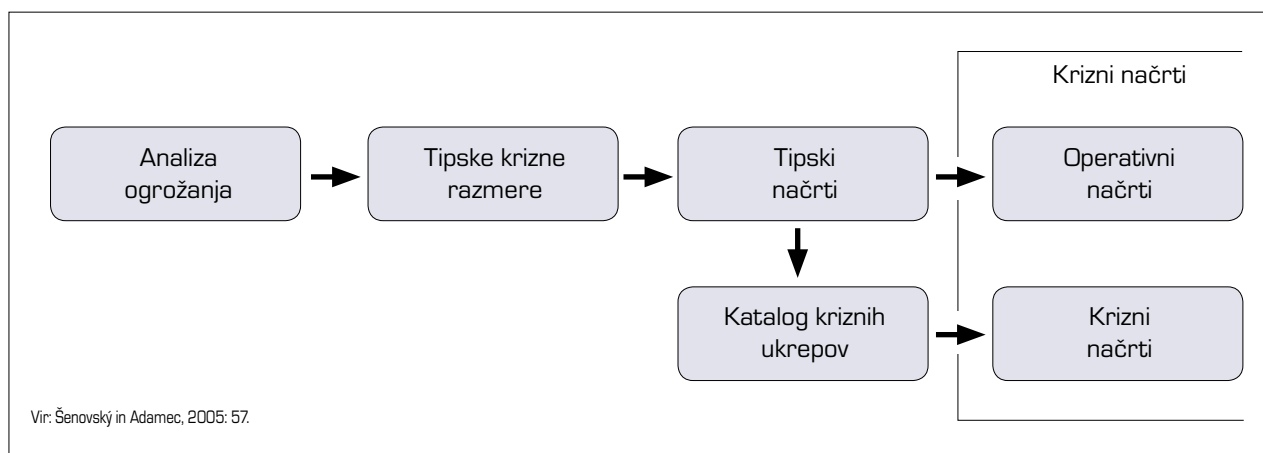 Krizni načrti
Analiza
ogrožanja
Tipske krizne
razmere
Tipski
načrti
Operativni
načrti
Katalog kriznih
ukrepov
Krizni
načrti
Vir: Šenovský in Adamec, 2005: 57.